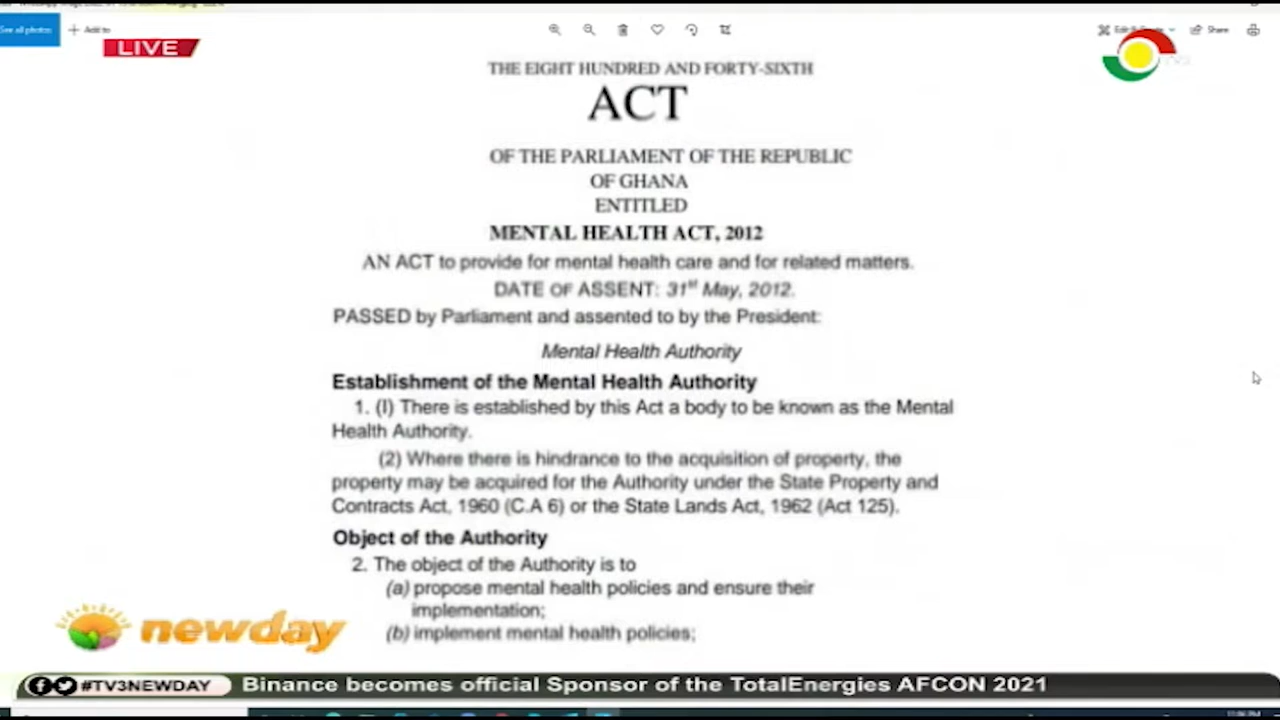 See all photos
Add to
Share
LIVE
THE EIGHT HUNDRED AND FORTY-SIXTH
ACT
OF THE PARLIAMENT OF THE REPUBLIC
OF GHANA
ENTITLED
MENTAL HEALTH ACT, 2012
AN ACT to provide for mental health care and for related matters.
DATE OF ASSENT: 31st May, 2012.
PASSED by Parliament and assented to by the President:
Mental Health Authority
Establishment of the Mental Health Authority
1. (l) There is established by this Act a body to be known as the Mental
Health Authority.
(2) Where there is hindrance to the acquisition of property, the
property may be acquired for the Authority under the State Property and
Contracts Act, 1960 (C.A 6) or the State Lands Act, 1962 (Act 125).
Object of the Authority
2. The object of the Authority is to
(a) propose mental health policies and ensure their
implementation;
(b) implement mental health policies;
newday
#TV3NEWDAY
Binance becomes official Sponsor of the TotalEnergies AFCON 2021